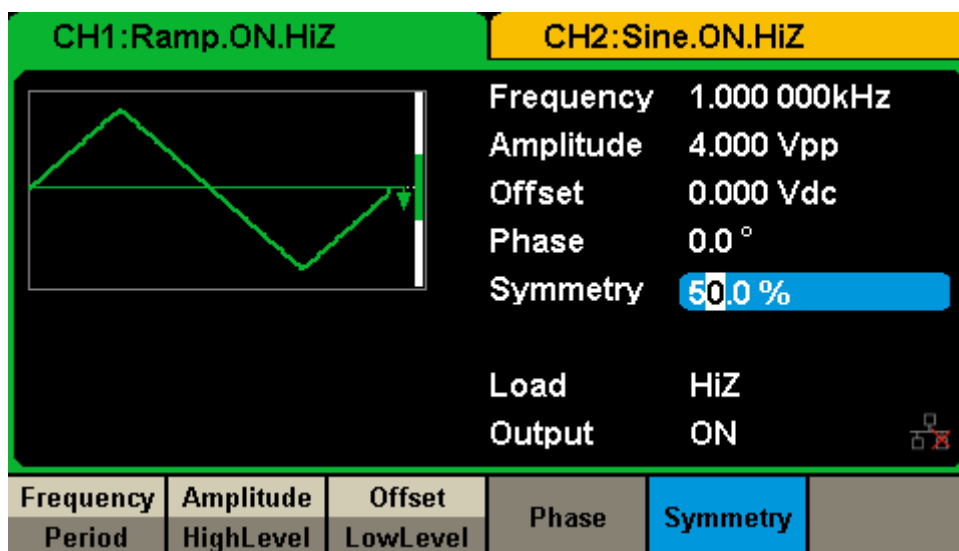 CH1:Ramp.ON.HiZ CH2:Sine.ON.HiZ
Frequency 1.000 000kHz
Amplitude 4.000 Vpp
Offset 0.000 Vdc
Phase 0.0 °
Symmetry 50.0 %
Load HiZ
Output ON
Frequency Amplitude Offset Phase Symmetry
Period HighLevel LowLevel